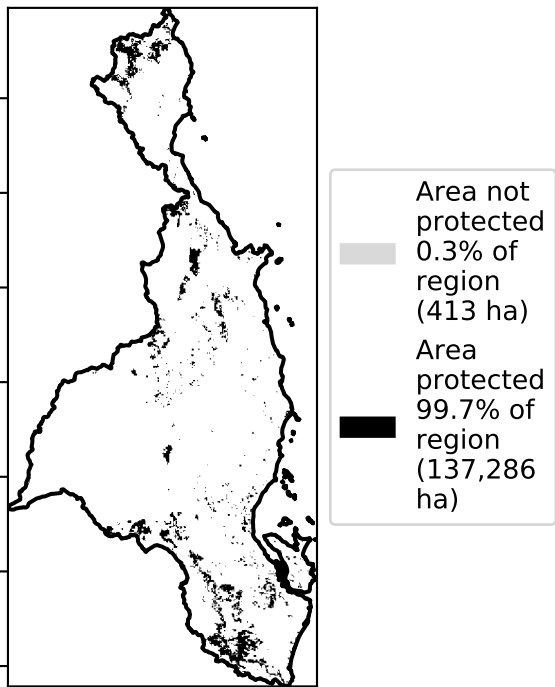 Area not
protected
0.3% of
region
(413 ha)
Area
protected
99.7% of
region
(137,286
ha)